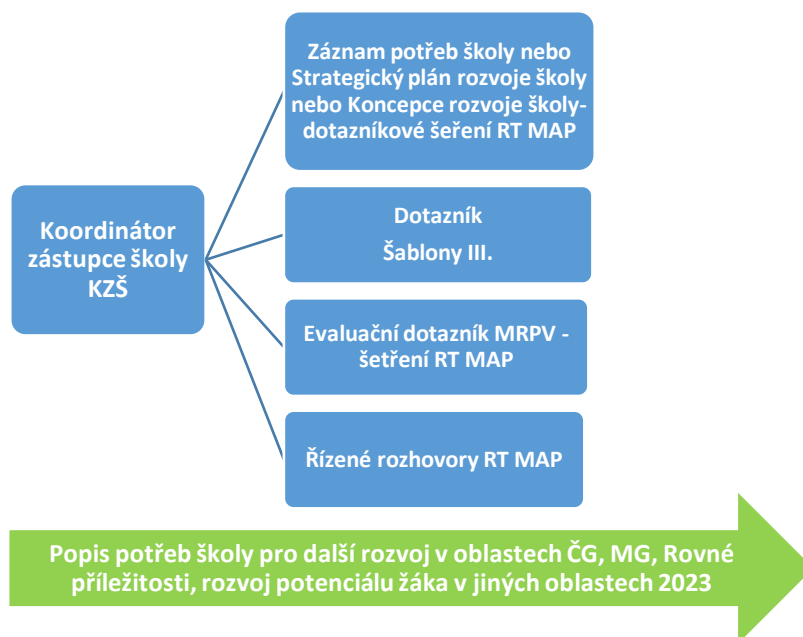 Záznam potřeb školy nebo
Strategický plán rozvoje školy
nebo Koncepce rozvoje školy-
dotazníkové šeření RT MAP
Koordinátor
zástupce školy
KZŠ
Dotazník
Šablony III.
Evaluační dotazník MRPV -
šetření RT MAP
Řízené rozhovory RT MAP
Popis potřeb školy pro další rozvoj v oblastech ČG, MG, Rovné
příležitosti, rozvoj potenciálu žáka v jiných oblastech 2023